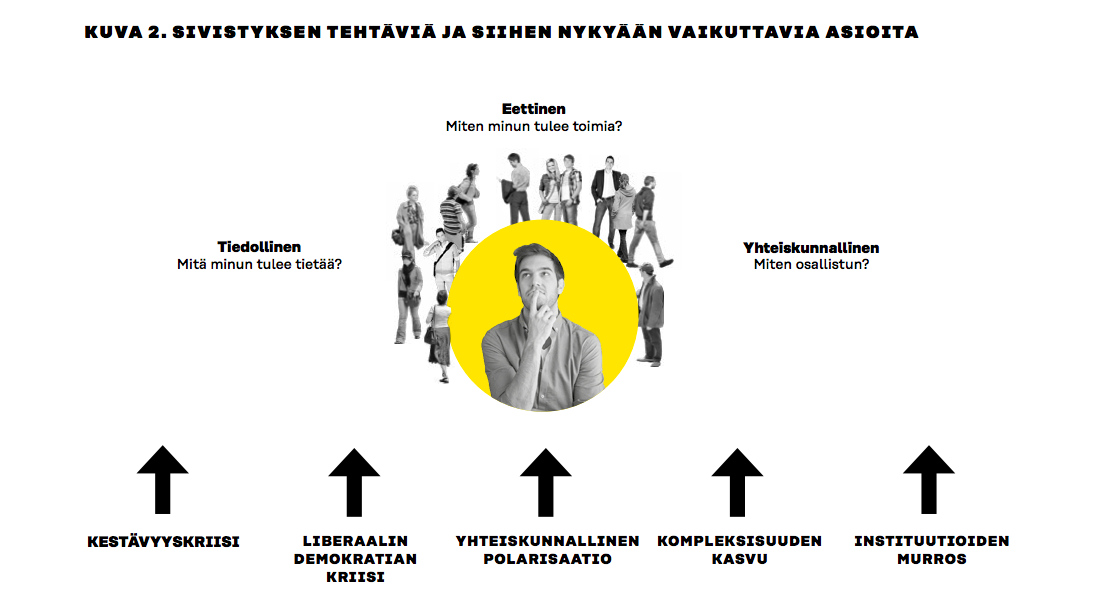 KUVA 2. SIVISTYKSEN TEHTÄVIÄ JA SIIHEN NYKYÄÄN VAIKUTTAVIA ASIOITA
Eettinen
Miten minun tulee toimia?
Tiedollinen
Mitä minun tulee tietää?
Yhteiskunnallinen
Miten osallistun?
KESTÄVYYSKRIISI
LIBERAALIN
DEMOKRATIAN
KRIISI
YHTEISKUNNALLINEN
POLARISAATIO
KOMPLEKSISUUDEN
KASVU
INSTITUUTIOIDEN
MURROS